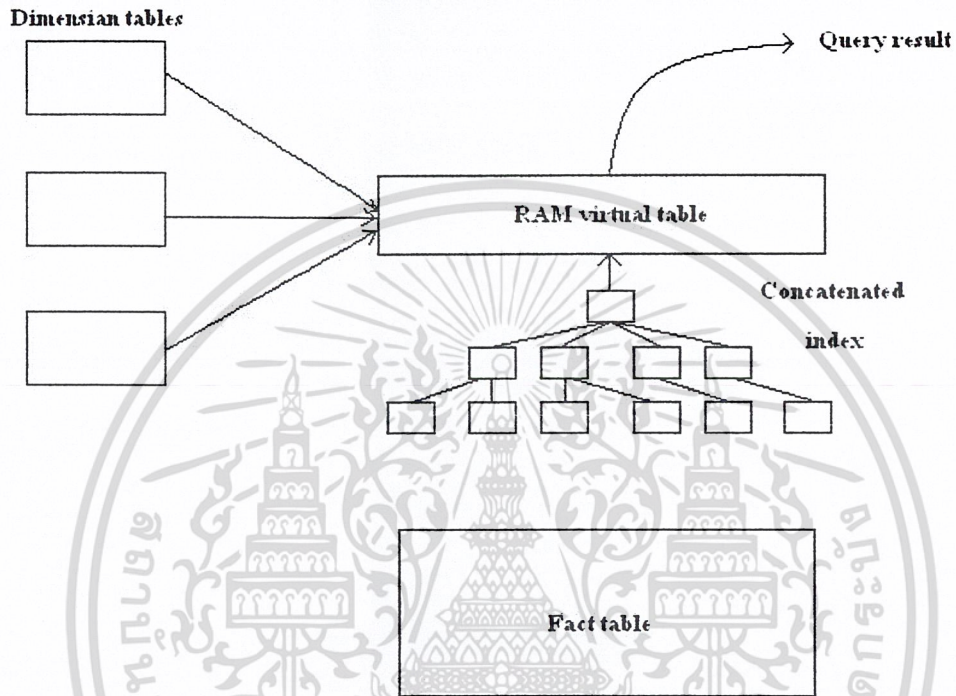 Dimensian tables
Query result
RAM virtual table
Concatenated
index
Fact table